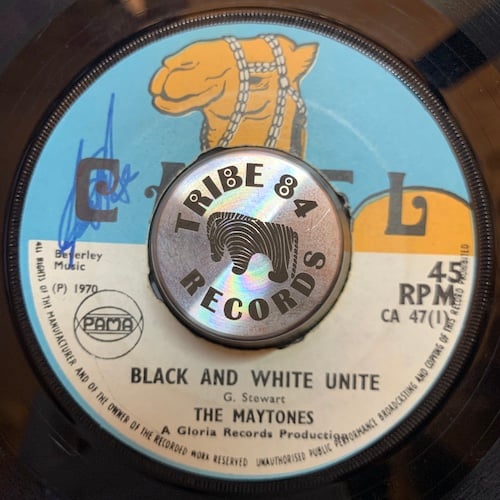 CAMEL
TRIBE 84
RECORDS
Beverley
Music
(P) 1970
PAMA
45
RPM
CA 47(1)
BLACK AND WHITE UNITE
G. Stewart
THE MAYTONES
A Gloria Records Production
ALL RIGHTS OF THE MANUFACTURER AND OF THE OWNER OF THE RECORDED WORK RESERVED UNAUTHORISED PUBLIC PERFORMANCE BROADCASTING AND COPYING OF THIS RECORD PROHIBITED